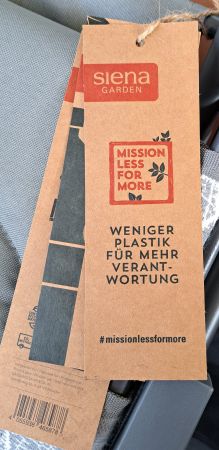 siena
GARDEN
MISSION
LESS
FOR
MORE
WENIGER
PLASTIK
FÜR MEHR
VERANT-
WORTUNG
#missionlessformore